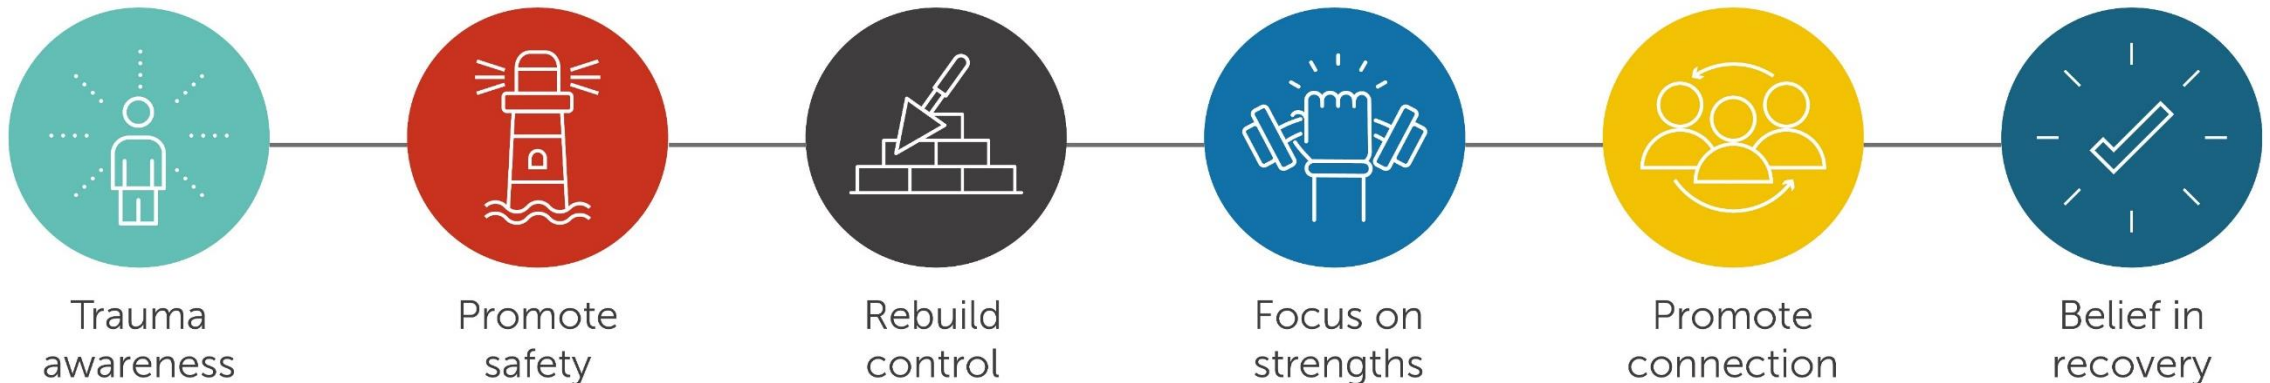 Trauma
awareness
Promote
safety
Rebuild
control
Focus on
strengths
Promote
connection
Belief in
recovery